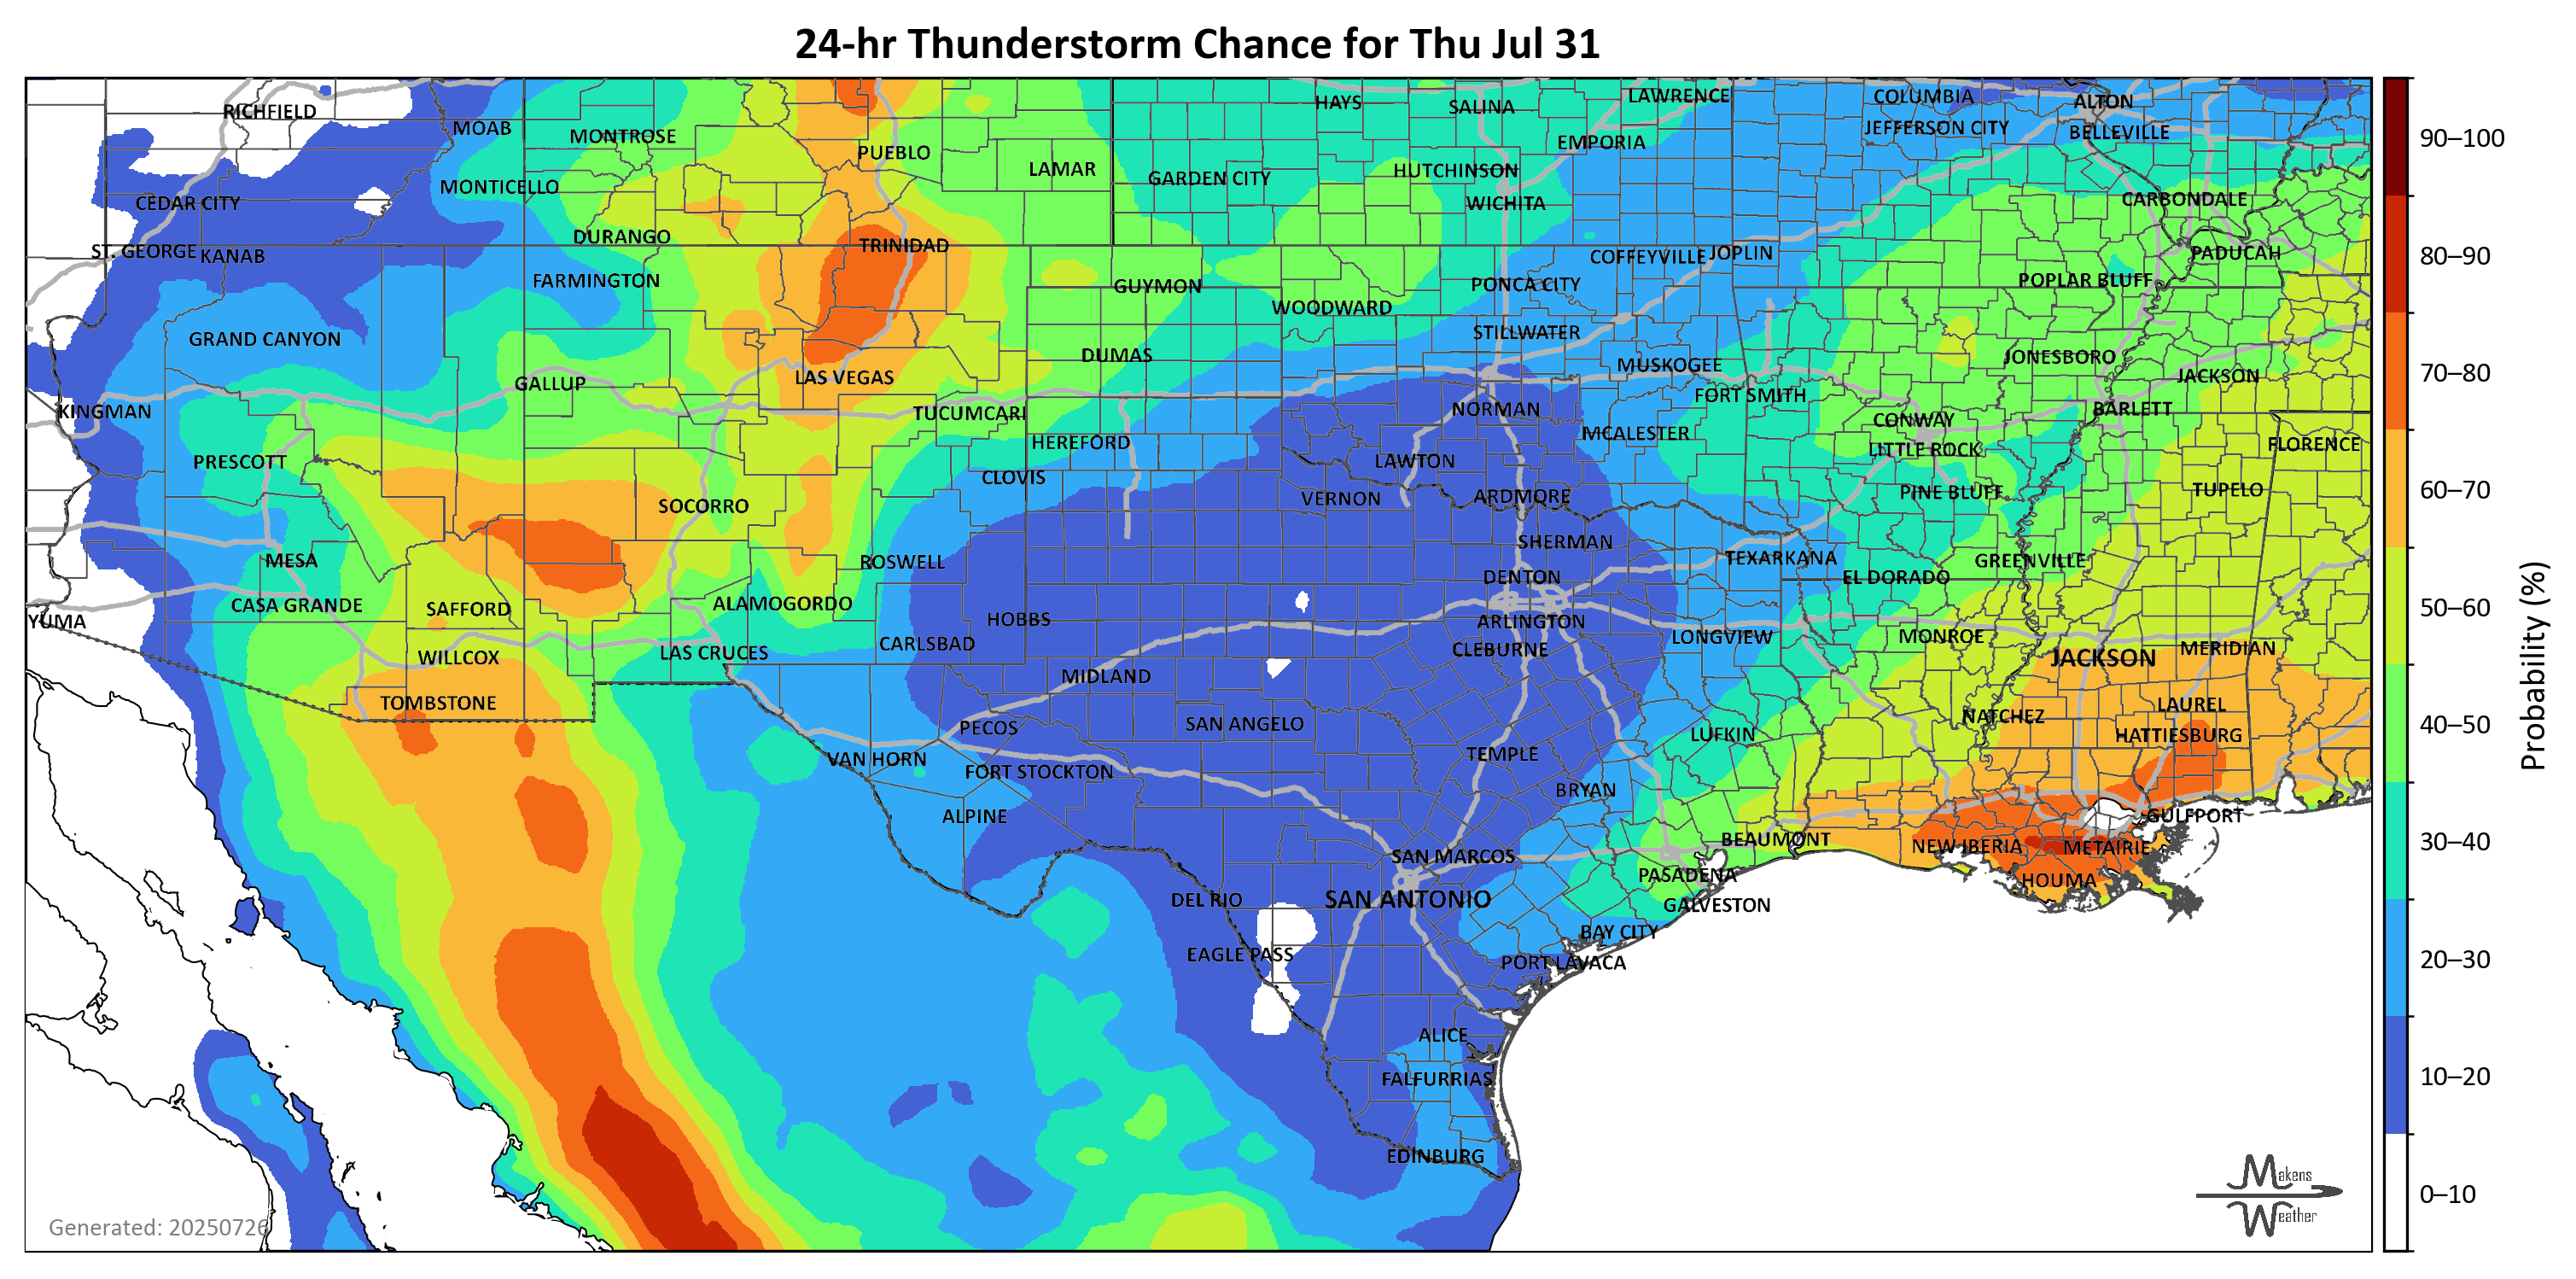 24-hr Thunderstorm Chance for Thu Jul 31
RICHFIELD
MOAB
MONTROSE
PUEBLO
LAMAR
HAYS
SALINA
LAWRENCE
COLUMBIA
ALTON
EMPORIA
JEFFERSON CITY
BELLEVILLE
MONTICELLO
GARDEN CITY
HUTCHINSON
CEDAR CITY
WICHITA
CARBONDALE
DURANGO
TRINIDAD
ST. GEORGE
KANAB
COFFEYVILLE
JOPLIN
PADUCAH
FARMINGTON
GUYMON
PONCA CITY
POPLAR BLUFF
WOODWARD
GRAND CANYON
STILLWATER
DUMAS
MUSKOGEE
JONESBORO
GALLUP
LAS VEGAS
JACKSON
FORT SMITH
KINGMAN
TUCUMCARI
NORMAN
BARLETT
CONWAY
HEREFORD
MCALESTER
LITTLE ROCK
FLORENCE
PRESCOTT
CLOVIS
LAWTON
SOCORRO
VERNON
ARDMORE
PINE BLUFF
TUPELO
SHERMAN
MESA
ROSWELL
TEXARKANA
GREENVILLE
CASA GRANDE
SAFFORD
ALAMOGORDO
DENTON
EL DORADO
YUMA
HOBBS
ARLINGTON
LONGVIEW
MONROE
WILLCOX
LAS CRUCES
CARLSBAD
CLEBURNE
JACKSON
MERIDIAN
TOMBSTONE
MIDLAND
NATCHEZ
LAUREL
PECOS
SAN ANGELO
LUFKIN
HATTIESBURG
VAN HORN
FORT STOCKTON
TEMPLE
BRYAN
ALPINE
GULFPORT
SAN MARCOS
BEAUMONT
NEW IBERIA
METAIRIE
PASADENA
HOUMA
DEL RIO
SAN ANTONIO
GALVESTON
EAGLE PASS
BAY CITY
PORT LAVACA
ALICE
FALFURRIAS
EDINBURG
Generated: 20250726
Makens
Weather
90–100
80–90
70–80
60–70
50–60
40–50
30–40
20–30
10–20
0–10
Probability (%)